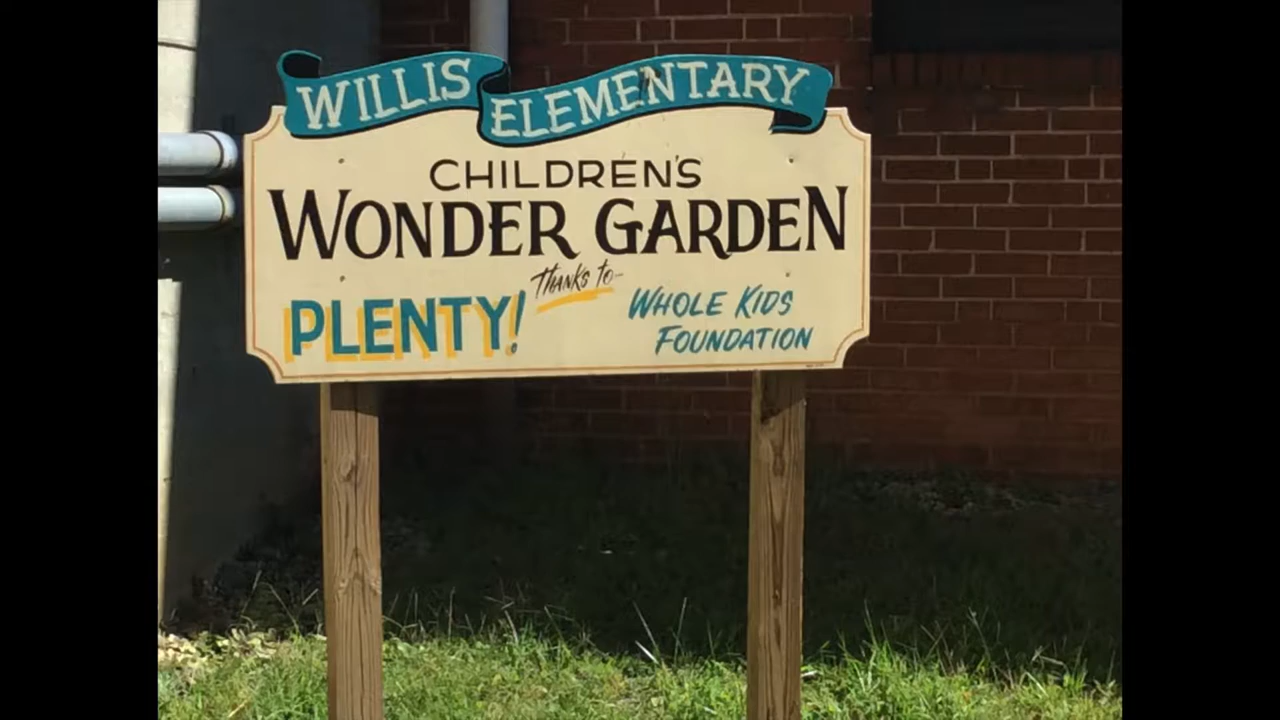 WILLIS ELEMENTARY
CHILDREN'S
WONDER GARDEN
THANKS TO-
PLENTY!
WHOLE KIDS
FOUNDATION